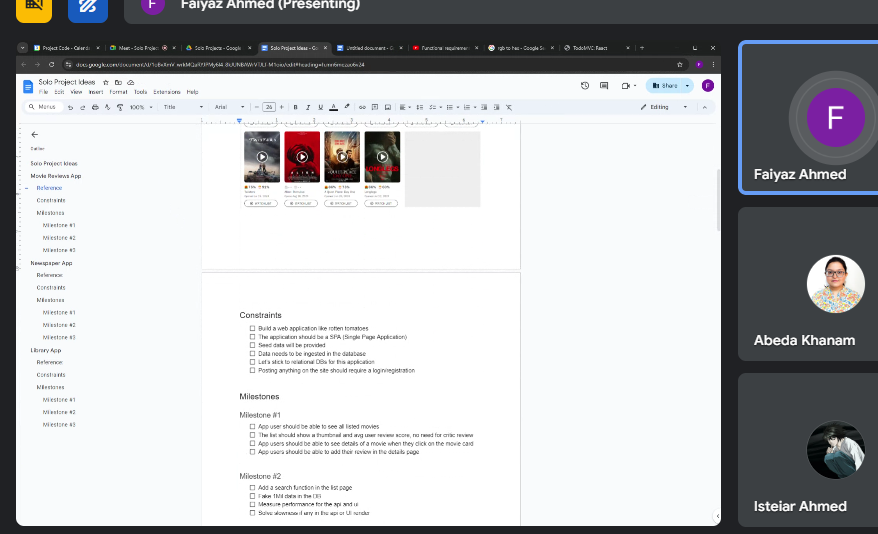 Faiyaz Ahmed (Presenting)
Project Code - Calend
Meet - Solo Project
Solo Projects - Google
Solo Project Ideas - Go
Untitled document - G
Functional requirement
rgb to hex - Google Se
TodoMVC: React
Solo Project Ideas
File Edit View Insert Format Tools Extensions Help
Share
Menus
100%
Title
Arial
26
Editing
Outline
Solo Project Ideas
Movie Reviews App
Reference
Constraints
Milestones
Milestone #1
Milestone #2
Milestone #3
Newspaper App
Reference:
Constraints
Milestones
Milestone #1
Milestone #2
Milestone #3
Library App
Reference:
Constraints
Milestones
Milestone #1
Milestone #2
Milestone #3
Constraints
Build a web application like rotten tomatoes
The application should be a SPA (Single Page Application)
Seed data will be provided
Data needs to be ingested in the database
Let's stick to relational DBs for this application
Posting anything on the site should require a login/registration
Milestones
Milestone #1
App user should be able to see all listed movies
The list should show a thumbnail and avg user review score, no need for critic review
App users should be able to see details of a movie when they click on the movie card
App users should be able to add their review in the details page
Milestone #2
Add a search function in the list page
Fake 1Mil data in the DB
Measure performance for the api and ui
Solve slowness if any in the api or UI render
F
Faiyaz Ahmed
Abeda Khanam
Isteiar Ahmed